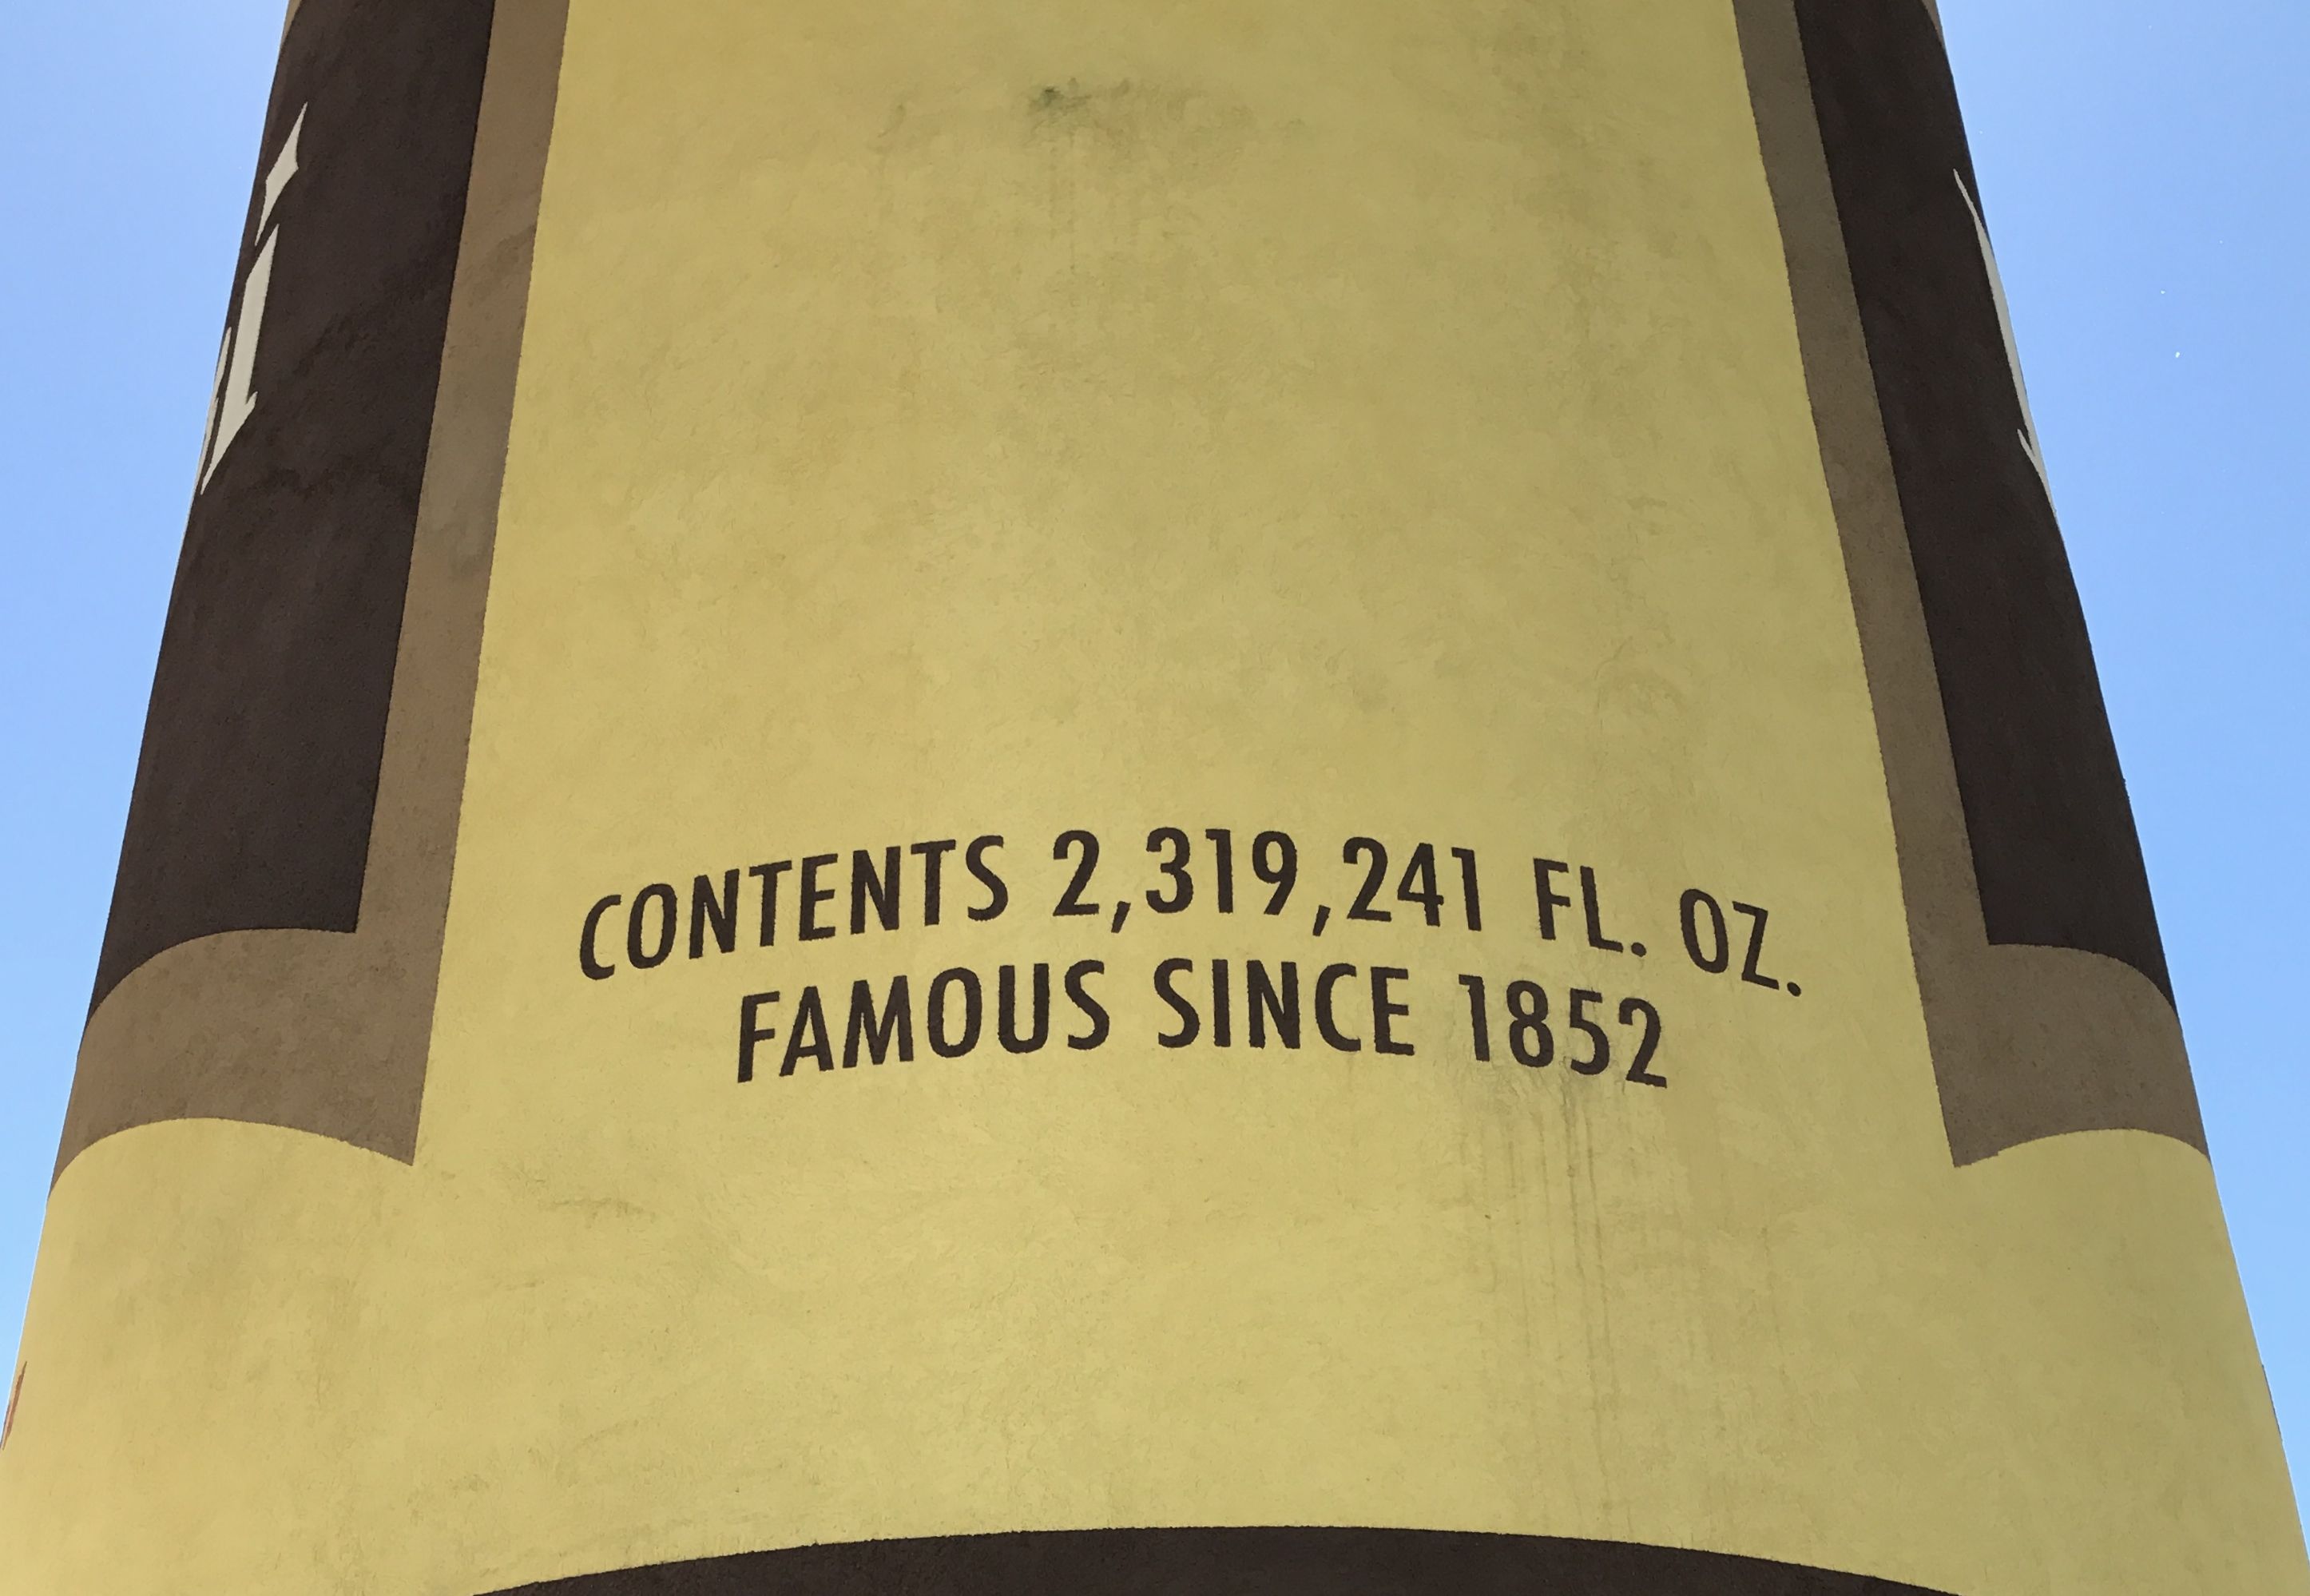 CONTENTS 2,319,241 FL. OZ.
FAMOUS SINCE 1852